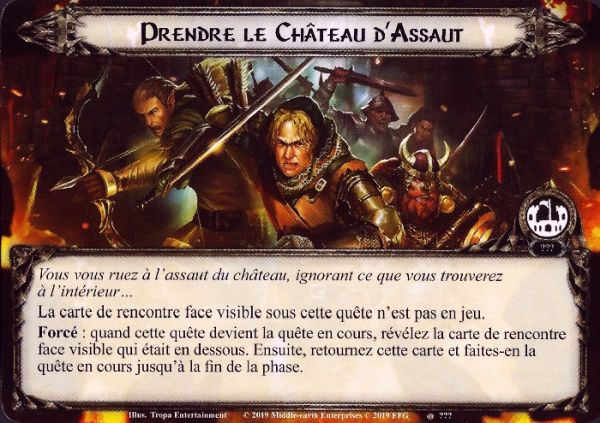 Prendre le Château d'Assaut
???
Vous vous ruez à l'assaut du château, ignorant ce que vous trouverez
à l'intérieur…
La carte de rencontre face visible sous cette quête n'est pas en jeu.
Forcé : quand cette quête devient la quête en cours, révélez la carte de rencontre
face visible qui était en dessous. Ensuite, retournez cette carte et faites-en la
quête en cours jusqu'à la fin de la phase.
Illus. Tropa Entertainment © 2019 Middle-earth Enterprises © 2019 FFG ???